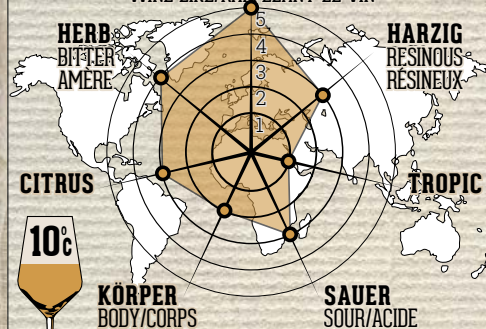 HERB
BITTER
AMÈRE
HARZIG
RESINOUS
RÉSINEUX
5
4
3
2
1
CITRUS
TROPIC
10°C
KÖRPER
BODY/CORPS
SAUER
SOUR/ACIDE